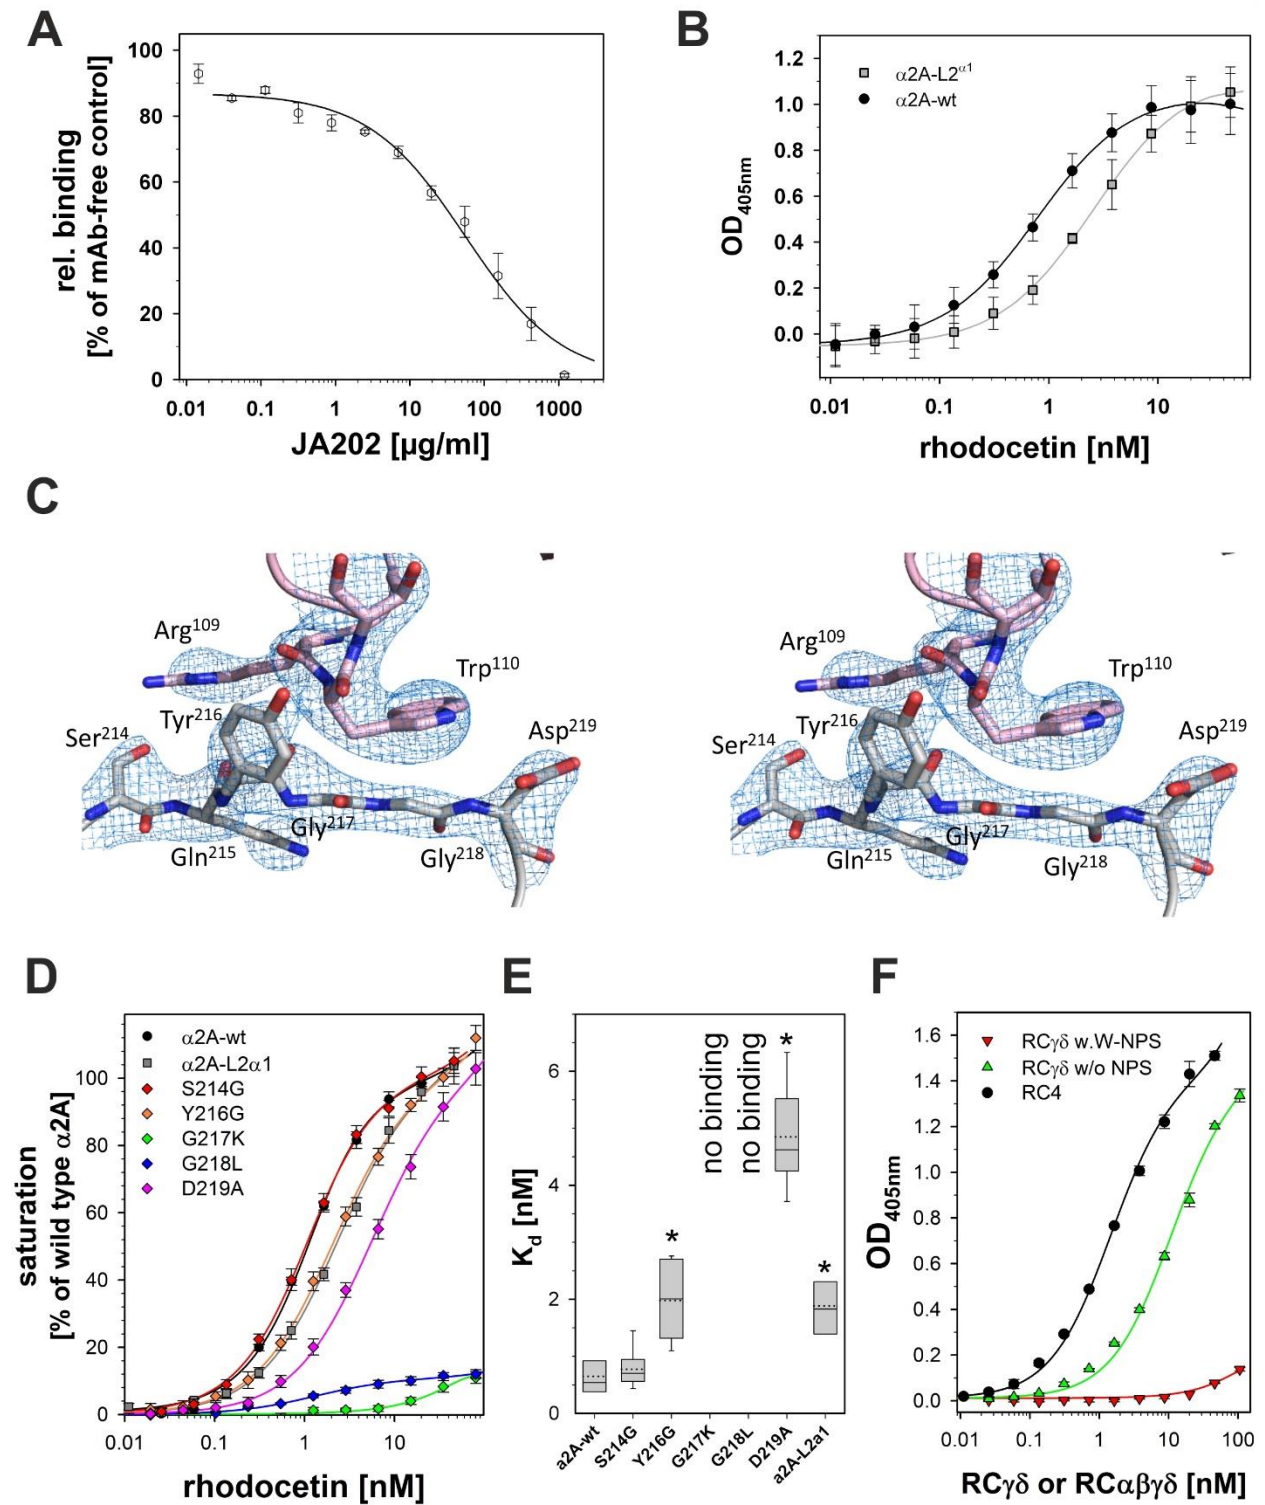 A
100
80
60
40
20
0
rel. binding
[% of mAb-free control]
0.01 0.1 1 10 100 1000
JA202 [µg/ml]
B
α2A-L2α1
α2A-wt
1.2
1.0
0.8
0.6
0.4
0.2
0.0
OD405nm
0.01 0.1 1 10
rhodocetin [nM]
C
Arg109
Trp110
Tyr216
Ser214
Asp219
Gly217
Gln215
Gly218
Arg109
Trp110
Tyr216
Ser214
Asp219
Gly217
Gln215
Gly218
D
α2A-wt
α2A-L2α1
S214G
Y216G
G217K
G218L
D219A
100
80
60
40
20
0
saturation
[% of wild type α2A]
0.01 0.1 1 10
rhodocetin [nM]
E
6
4
2
0
Kd [nM]
no binding
no binding
*
*
*
a2A-wt
S214G
Y216G
G217K
G218L
D219A
a2A-L2a1
F
RCγδ w.W-NPS
RCγδ w/o NPS
RC4
1.6
1.4
1.2
1.0
0.8
0.6
0.4
0.2
0.0
OD405nm
0.01 0.1 1 10 100
RCγδ or RCαβγδ [nM]